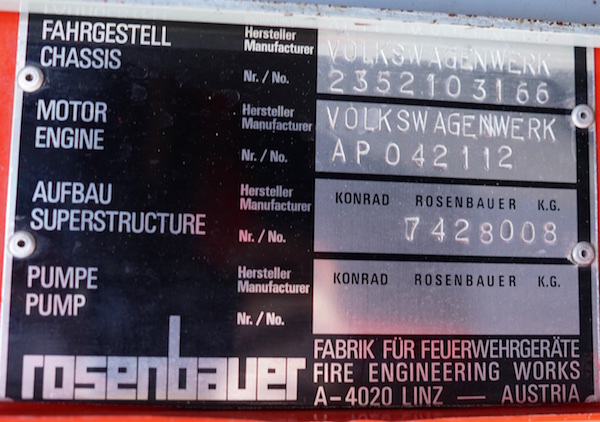 FAHRGESTELL Hersteller VOLKSWAGENWERK
CHASSIS Manufacturer
Nr. / No. 2352103166
MOTOR Hersteller VOLKSWAGENWERK
ENGINE Manufacturer
Nr. / No. AP042112
AUFBAU Hersteller KONRAD ROSENBAUER K.G.
SUPERSTRUCTURE Manufacturer
Nr. / No. 7428008
PUMPE Hersteller KONRAD ROSENBAUER K.G.
PUMP Manufacturer
Nr. / No.
rosenbauer
FABRIK FÜR FEUERWEHRGERÄTE
FIRE ENGINEERING WORKS
A-4020 LINZ — AUSTRIA